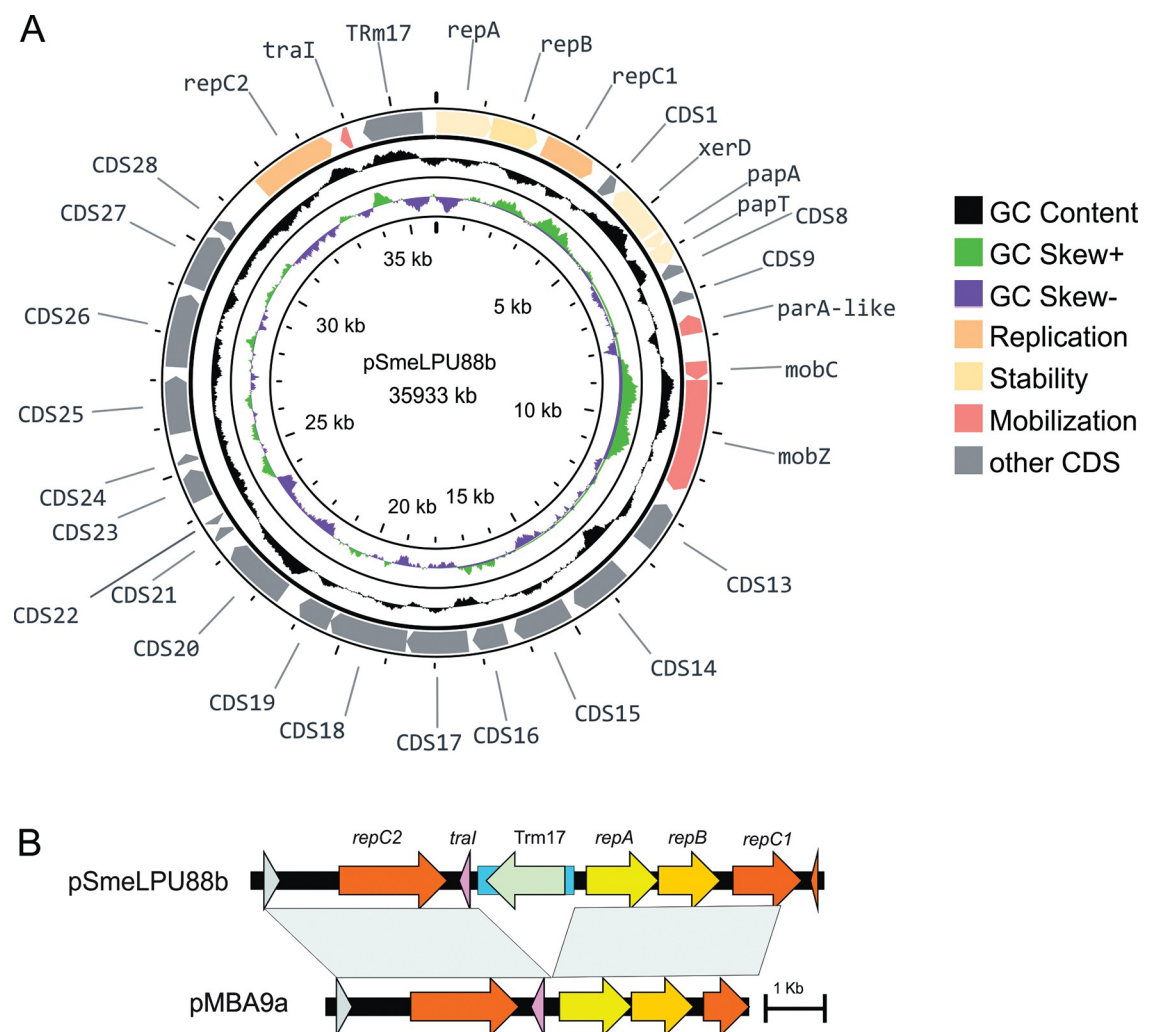 A
TRm17
repA
traI
repB
repC2
repC1
CDS1
xerD
CDS28
papA
papT
CDS27
CDS8
CDS9
CDS26
parA-like
mobC
CDS25
mobZ
CDS24
CDS23
CDS13
CDS22
CDS21
CDS20
CDS14
CDS19
CDS15
CDS18
CDS17
CDS16
35 kb
5 kb
30 kb
pSmeLPU88b
35933 kb
10 kb
25 kb
15 kb
20 kb
GC Content
GC Skew+
GC Skew-
Replication
Stability
Mobilization
other CDS
B
repC2 traI Trm17 repA repB repC1
pSmeLPU88b
pMBA9a
1 Kb